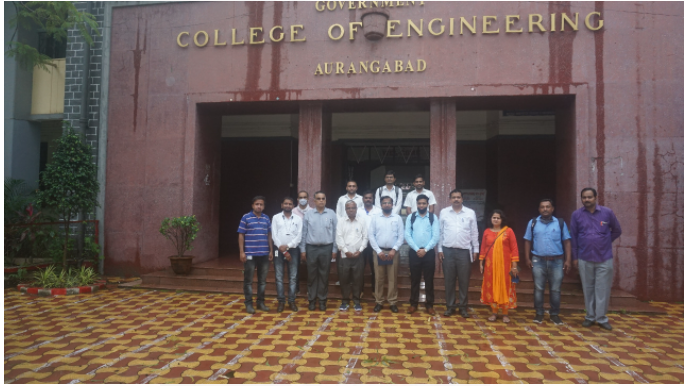 GOVERNMENT
COLLEGE OF ENGINEERING
AURANGABAD